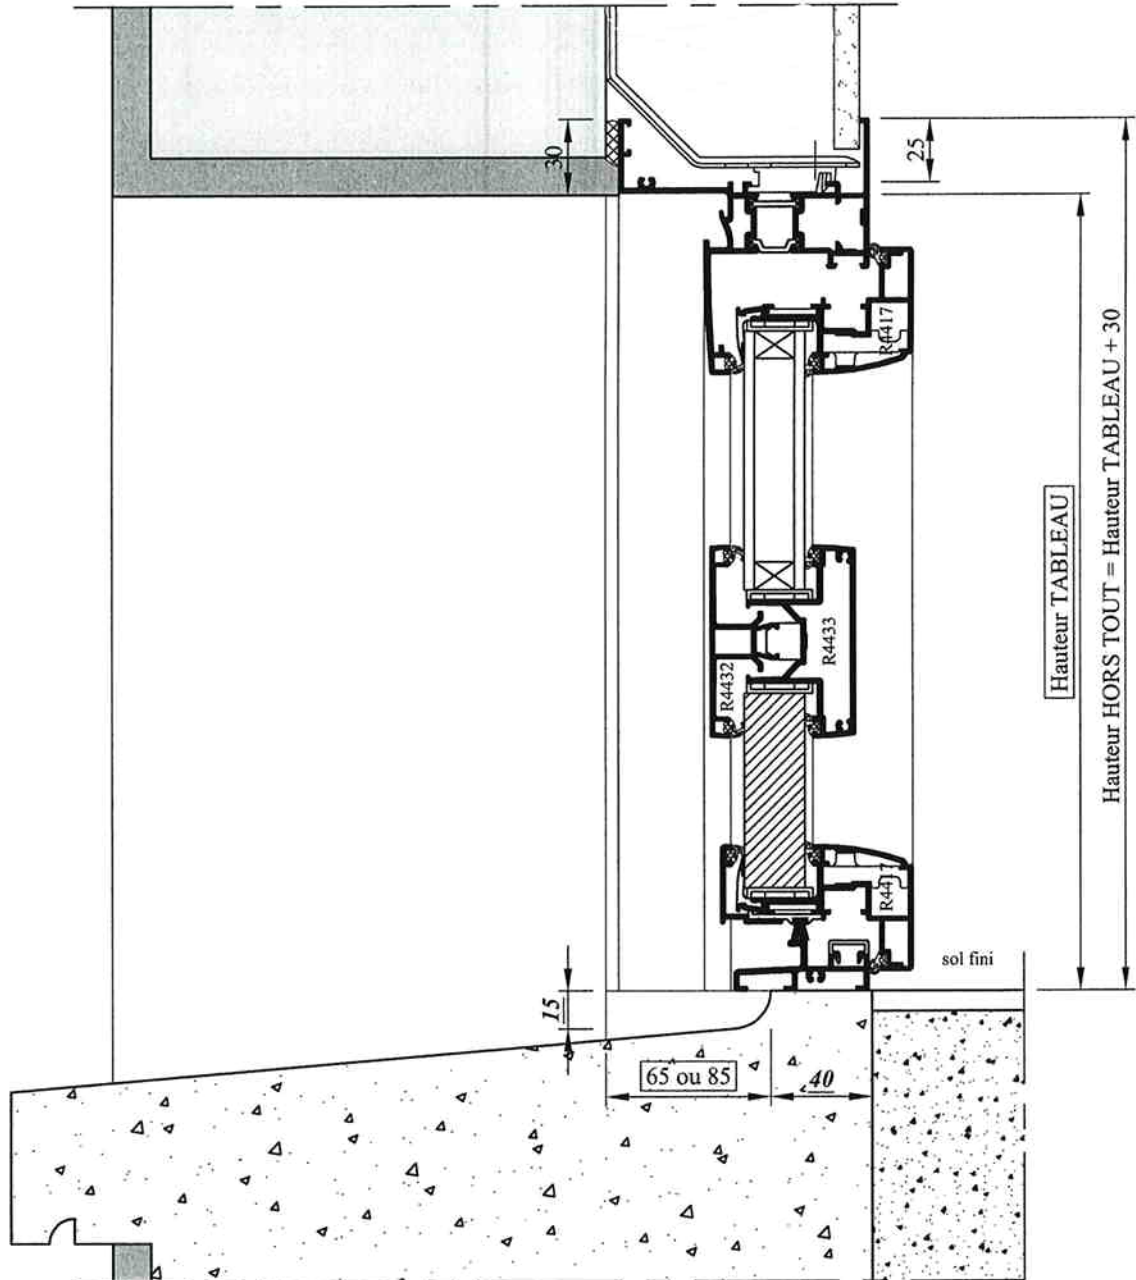 30
25
R4417
Hauteur TABLEAU
Hauteur HORS TOUT = Hauteur TABLEAU + 30
R4433
R4432
R4417
sol fini
15
65 ou 85
40